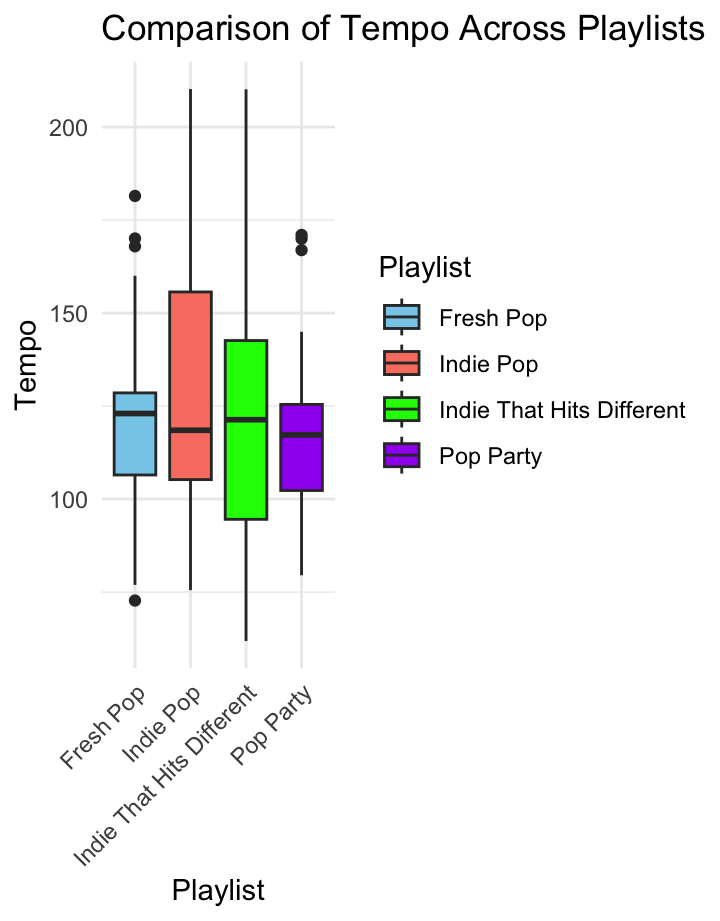 Comparison of Tempo Across Playlists
200
150
100
Tempo
Fresh Pop
Indie Pop
Indie That Hits Different
Pop Party
Playlist
Playlist
Fresh Pop
Indie Pop
Indie That Hits Different
Pop Party